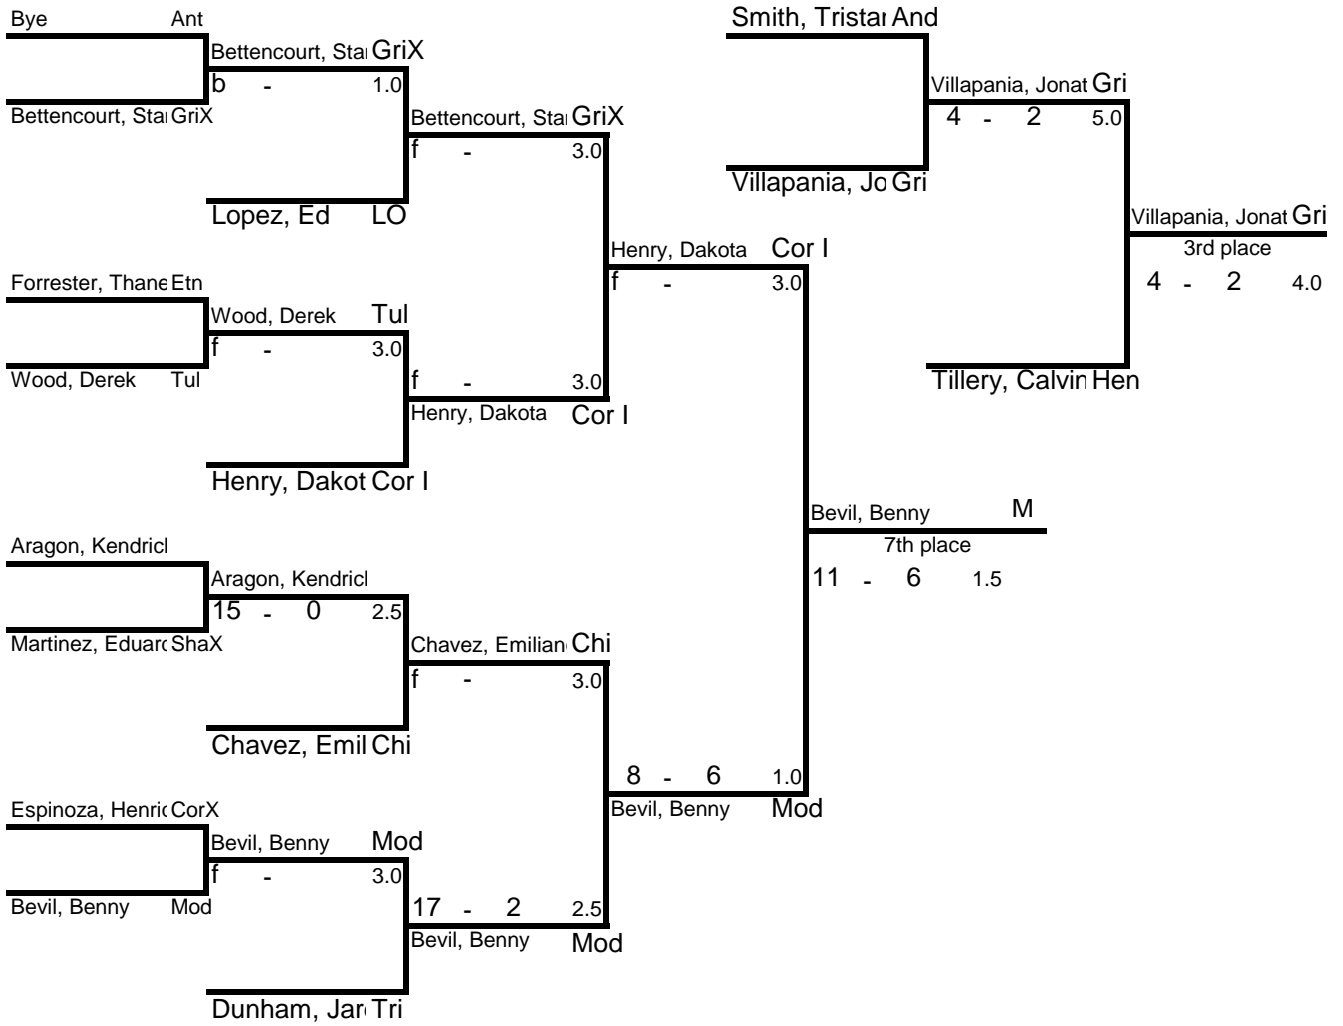 Bye Ant
Smith, Tristar And
Bettencourt, Sta GriX
b - 1.0
Villapania, Jonat Gri
4 - 2 5.0
Bettencourt, Sta GriX
Bettencourt, Sta GriX
f - 3.0
Villapania, Jo Gri
Lopez, Ed LO
Villapania, Jonat Gri
3rd place
4 - 2 4.0
Henry, Dakota Cor I
f - 3.0
Forrester, Thane Etn
Wood, Derek Tul
f - 3.0
Wood, Derek Tul
f - 3.0
Henry, Dakota Cor I
Tillery, Calvin Hen
Henry, Dakot Cor I
Bevil, Benny M
7th place
11 - 6 1.5
Aragon, Kendric
Aragon, Kendric
15 - 0 2.5
Martinez, Eduar ShaX
Chavez, Emilian Chi
f - 3.0
Chavez, Emil Chi
8 - 6 1.0
Bevil, Benny Mod
Espinoza, Henri CorX
Bevil, Benny Mod
f - 3.0
Bevil, Benny Mod
17 - 2 2.5
Bevil, Benny Mod
Dunham, Jar Tri